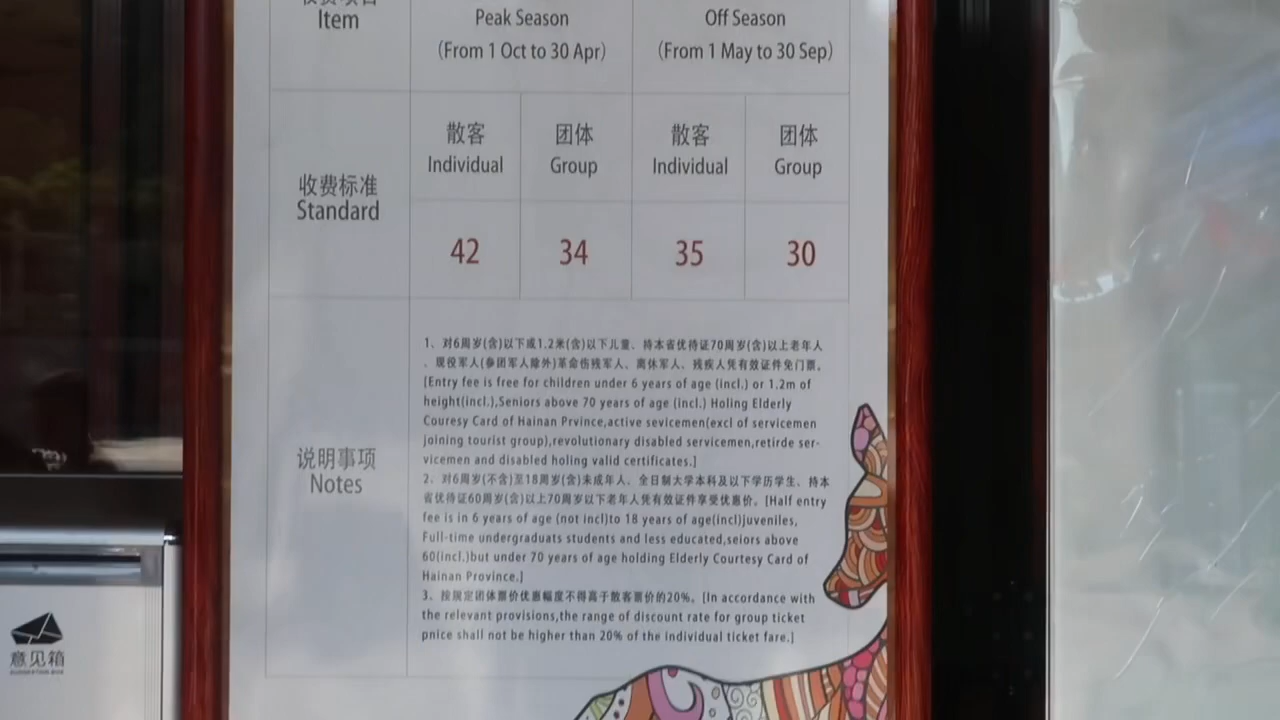 Item
Peak Season
Off Season
(From 1 Oct to 30 Apr)
(From 1 May to 30 Sep)
收费标准
Standard
散客
Individual
团体
Group
散客
Individual
团体
Group
42
34
35
30
说明事项
Notes
1、对6周岁(含)以下或1.2米(含)以下儿童、持本省优待证70周岁(含)以上老年人
、现役军人(参团军人除外)革命伤残军人、离休军人、残疾人凭有效证件免门票。
[Entry fee is free for children under 6 years of age (incl.) or 1.2m of
height(incl.),Seniors above 70 years of age (incl.) Holing Elderly
Couresy Card of Hainan Prvince,active sevicemen(excl of servicemen
joining tourist group),revolutionary disabled servicemen,retirde ser-
vicemen and disabled holing valid certificates.]
2、对6周岁(不含)至18周岁(含)未成年人、全日制大学本科及以下学历学生、持本
省优待证60周岁(含)以上70周岁以下老年人凭有效证件享受优惠价。[Half entry
fee is in 6 years of age (not incl)to 18 years of age(incl)juveniles,
Full-time undergraduats students and less educated,seiors above
60(incl.)but under 70 years of age holding Elderly Courtesy Card of
Hainan Province.]
3、按规定团体票价优惠幅度不得高于散客票价的20%。[In accordance with
the relevant provisions,the range of discount rate for group ticket
pnice shall not be higher than 20% of the individual ticket fare.]
意见箱